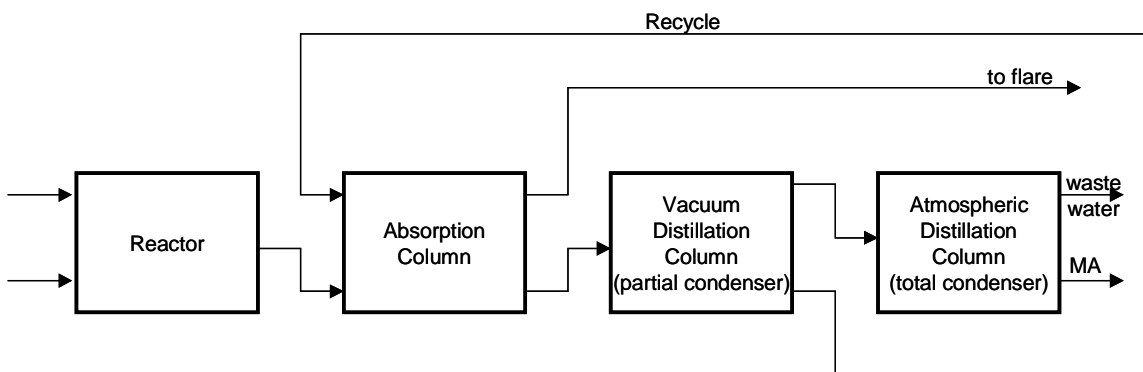 Recycle
to flare
Reactor
Absorption
Column
Vacuum
Distillation
Column
(partial condenser)
Atmospheric
Distillation
Column
(total condenser)
waste
water
MA